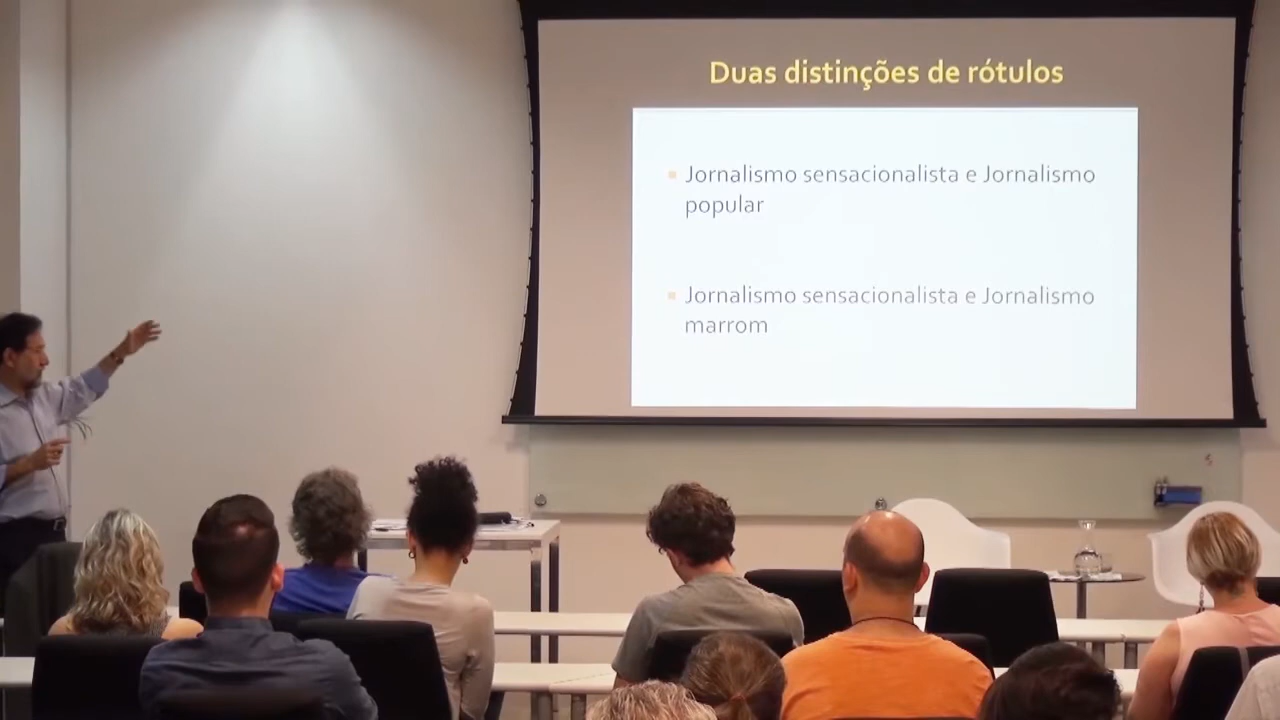 Duas distinções de rótulos
Jornalismo sensacionalista e Jornalismo
popular
Jornalismo sensacionalista e Jornalismo
marrom